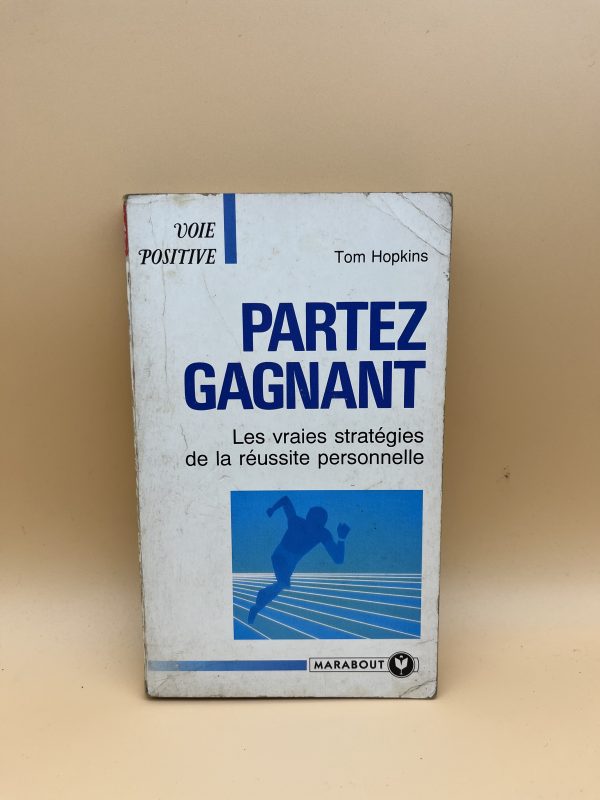 VOIE
POSITIVE
Tom Hopkins
PARTEZ
GAGNANT
Les vraies stratégies
de la réussite personnelle
MARABOUT